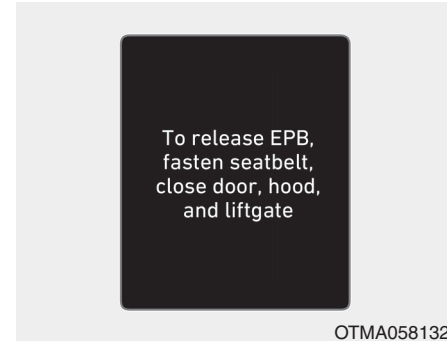 To release EPB,
fasten seatbelt,
close door, hood,
and liftgate
OTMA058132